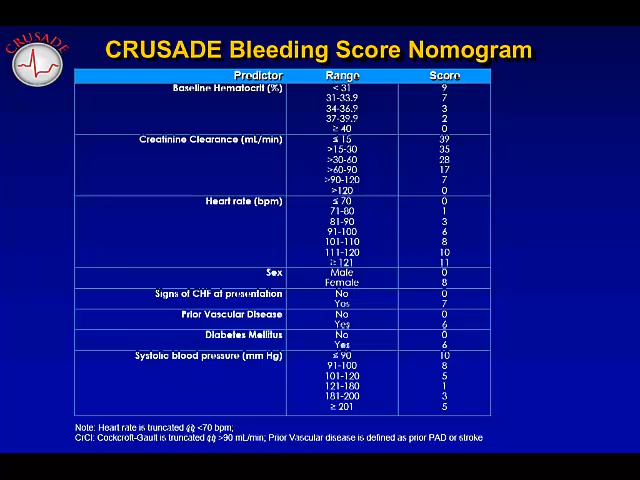 CRUSADE
CRUSADE Bleeding Score Nomogram
Predictor Range Score
Baseline Hematocrit (%) < 31 9
31-33.9 7
34-36.9 3
37-39.9 2
≥ 40 0
Creatinine Clearance (mL/min) ≤ 15 39
>15-30 35
>30-60 28
>60-90 17
>90-120 7
>120 0
Heart rate (bpm) ≤ 70 0
71-80 1
81-90 3
91-100 6
101-110 8
111-120 10
≥ 121 11
Sex Male 0
Female 8
Signs of CHF at presentation No 0
Yes 7
Prior Vascular Disease No 0
Yes 6
Diabetes Mellitus No 0
Yes 6
Systolic blood pressure (mm Hg) ≤ 90 10
91-100 8
101-120 5
121-180 1
181-200 3
≥ 201 5
Note: Heart rate is truncated @ <70 bpm;
CrCl: Cockcroft-Gault is truncated @ >90 mL/min; Prior Vascular disease is defined as prior PAD or stroke